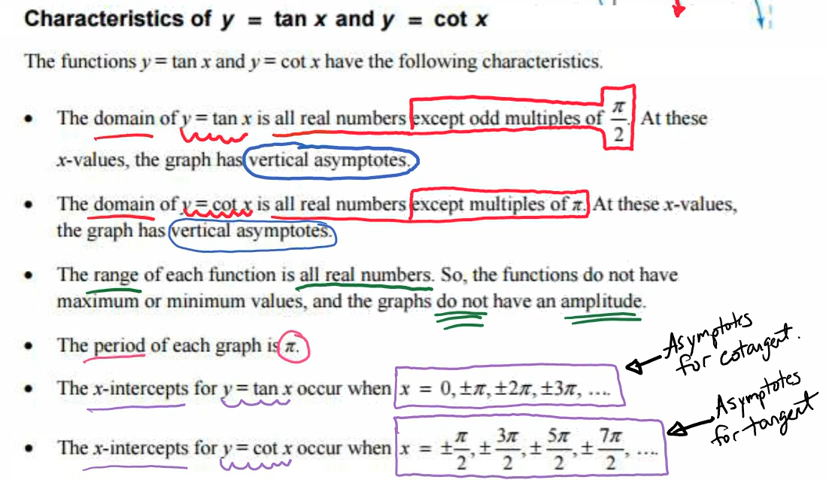 Characteristics of y = tan x and y = cot x
The functions y = tan x and y = cot x have the following characteristics.
• The domain of y = tan x is all real numbers except odd multiples of π/2. At these
x-values, the graph has vertical asymptotes.
• The domain of y = cot x is all real numbers except multiples of π. At these x-values,
the graph has vertical asymptotes.
• The range of each function is all real numbers. So, the functions do not have
maximum or minimum values, and the graphs do not have an amplitude.
• The period of each graph is π.
Asymptotes
for cotangent.
• The x-intercepts for y = tan x occur when x = 0, ±π, ±2π, ±3π, ....
Asymptotes
for tangent
• The x-intercepts for y = cot x occur when x = ±π/2, ±3π/2, ±5π/2, ±7π/2, ....